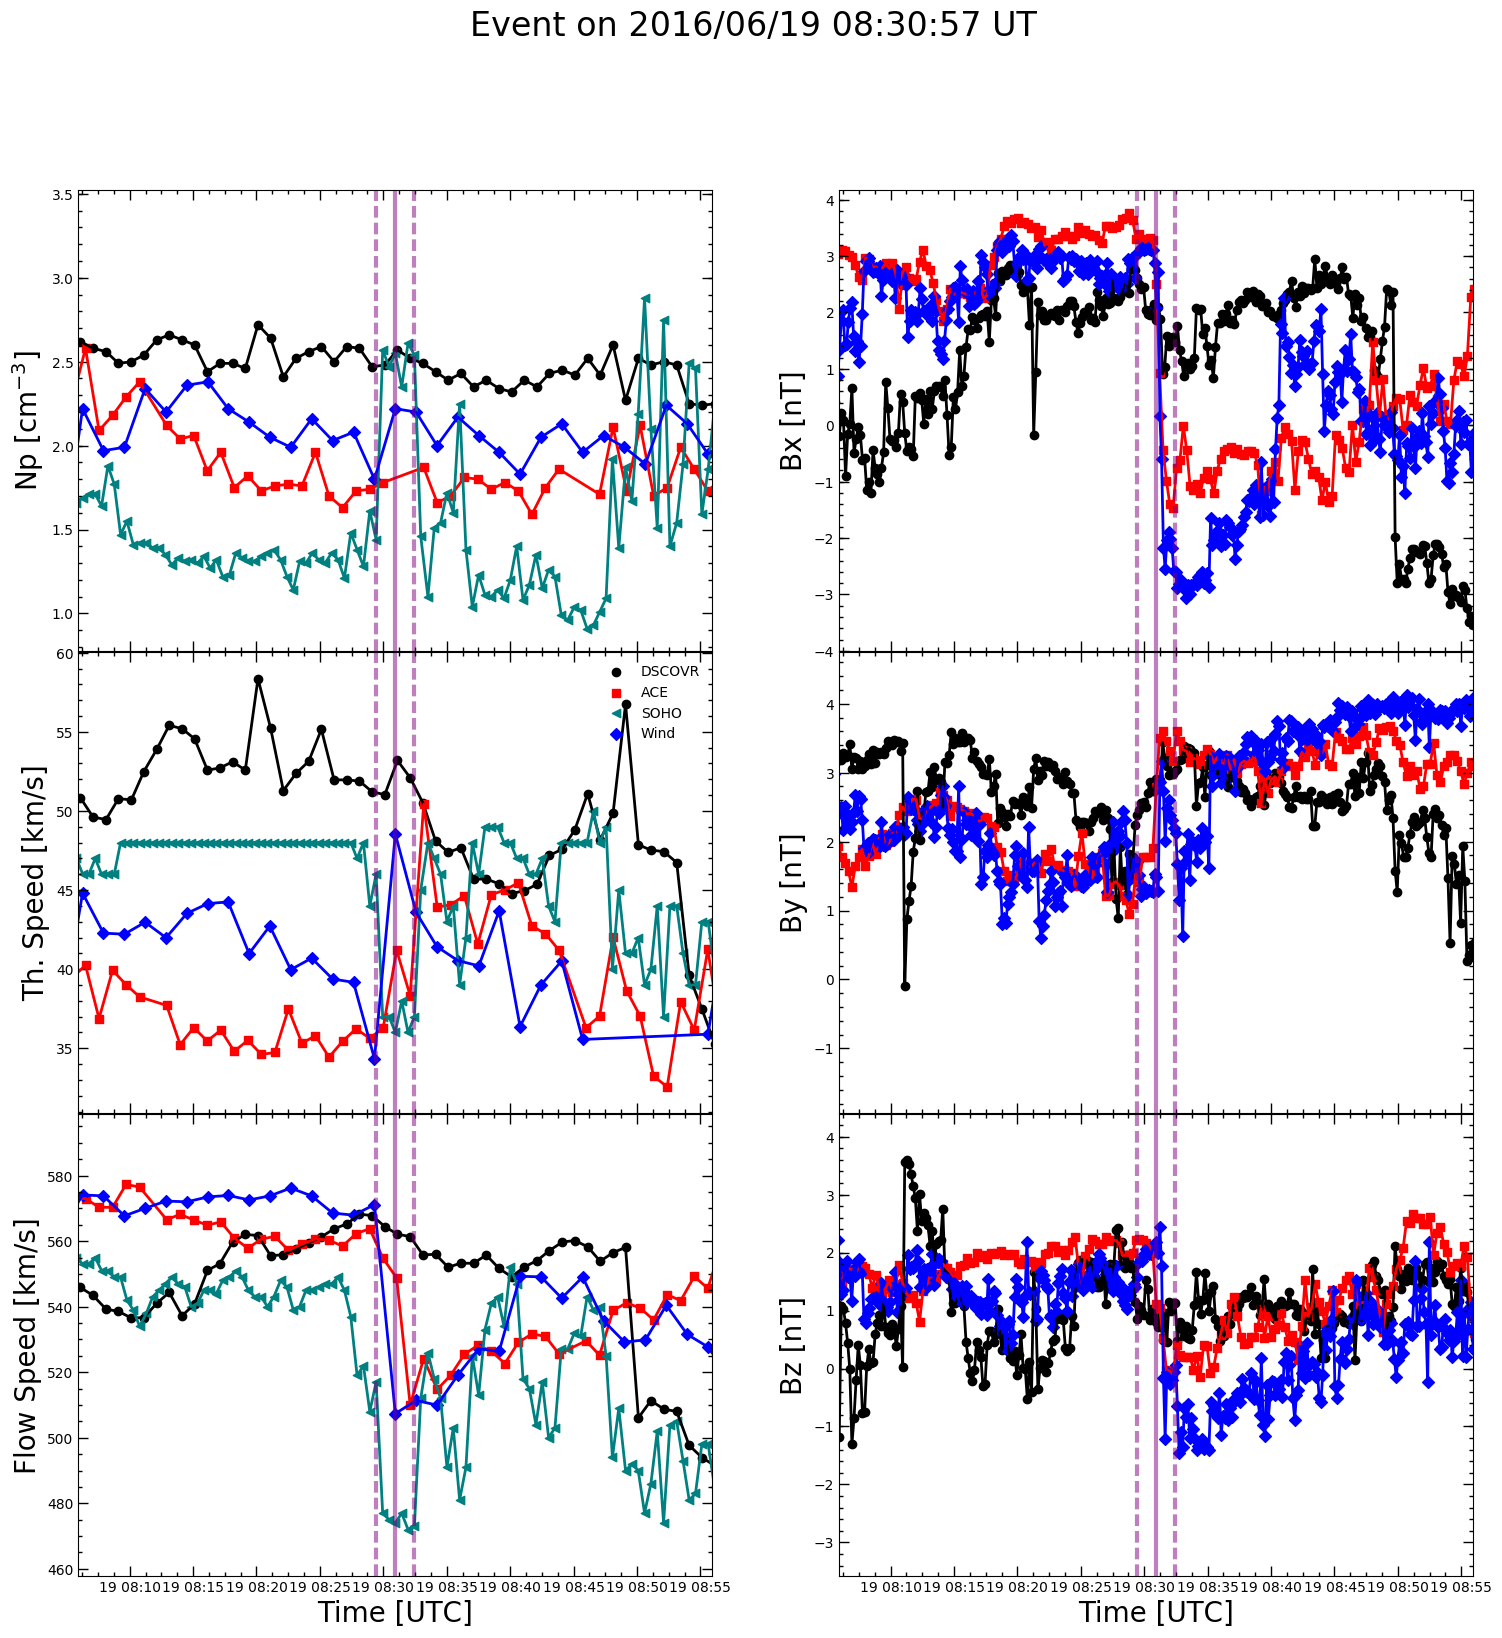 Event on 2016/06/19 08:30:57 UT
3.5
3.0
2.5
2.0
1.5
1.0
Np [cm⁻³]
4
3
2
1
0
−1
−2
−3
−4
Bx [nT]
60
55
50
45
40
35
Th. Speed [km/s]
DSCOVR
ACE
SOHO
Wind
4
3
2
1
0
−1
By [nT]
580
560
540
520
500
480
460
Flow Speed [km/s]
19 08:10 19 08:15 19 08:20 19 08:25 19 08:30 19 08:35 19 08:40 19 08:45 19 08:50 19 08:55
Time [UTC]
4
3
2
1
0
−1
−2
−3
Bz [nT]
19 08:10 19 08:15 19 08:20 19 08:25 19 08:30 19 08:35 19 08:40 19 08:45 19 08:50 19 08:55
Time [UTC]